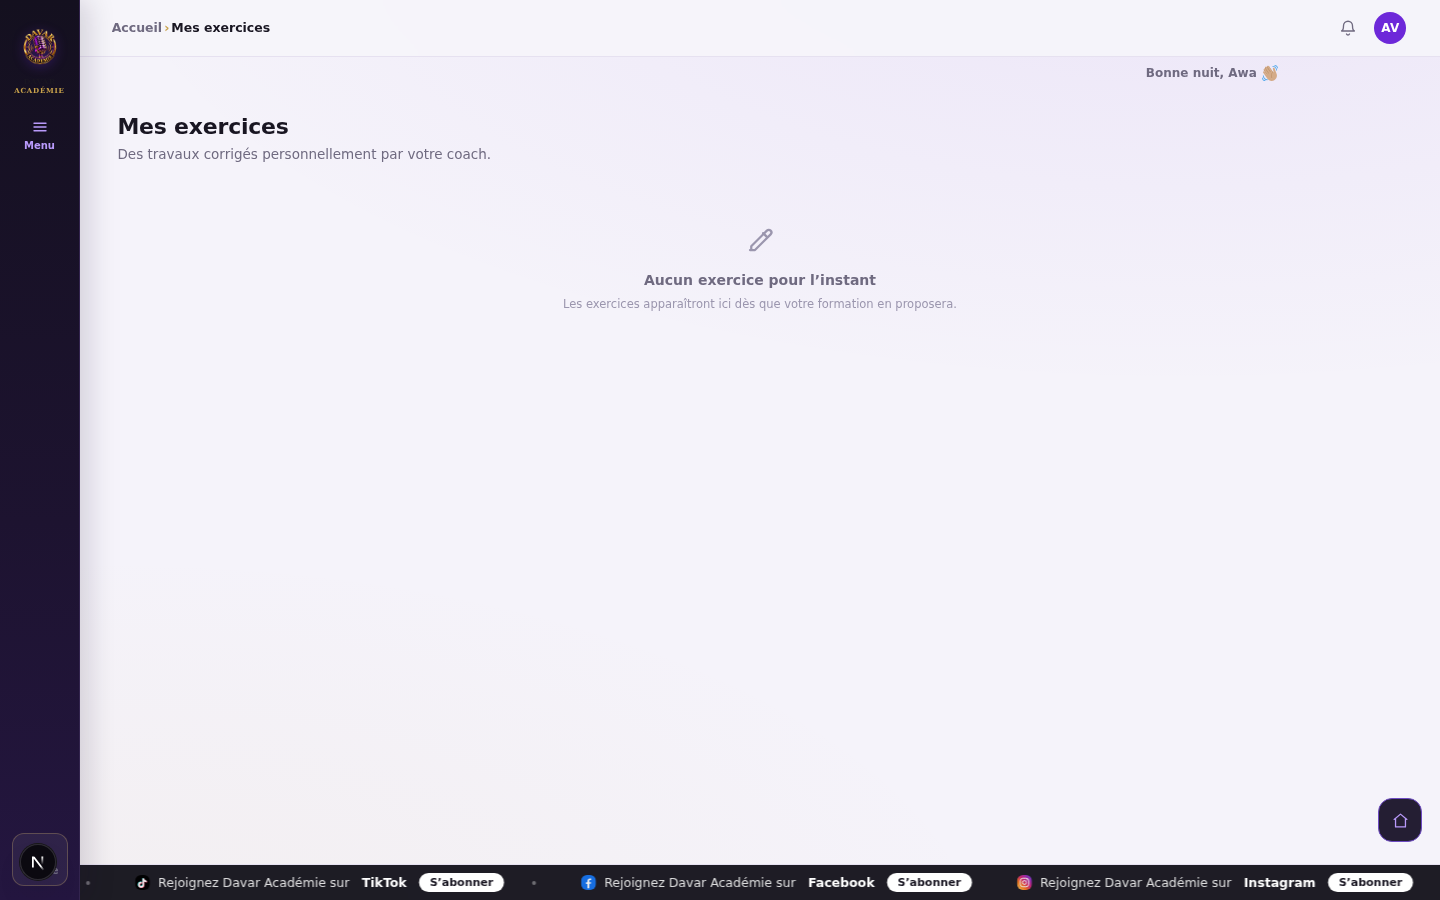 Accueil › Mes exercices
AV
DAVAR
ACADÉMIE
Bonne nuit, Awa 👋🏽
Menu
Mes exercices
Des travaux corrigés personnellement par votre coach.
Aucun exercice pour l’instant
Les exercices apparaîtront ici dès que votre formation en proposera.
N
Rejoignez Davar Académie sur TikTok S’abonner
Rejoignez Davar Académie sur Facebook S’abonner
Rejoignez Davar Académie sur Instagram S’abonner